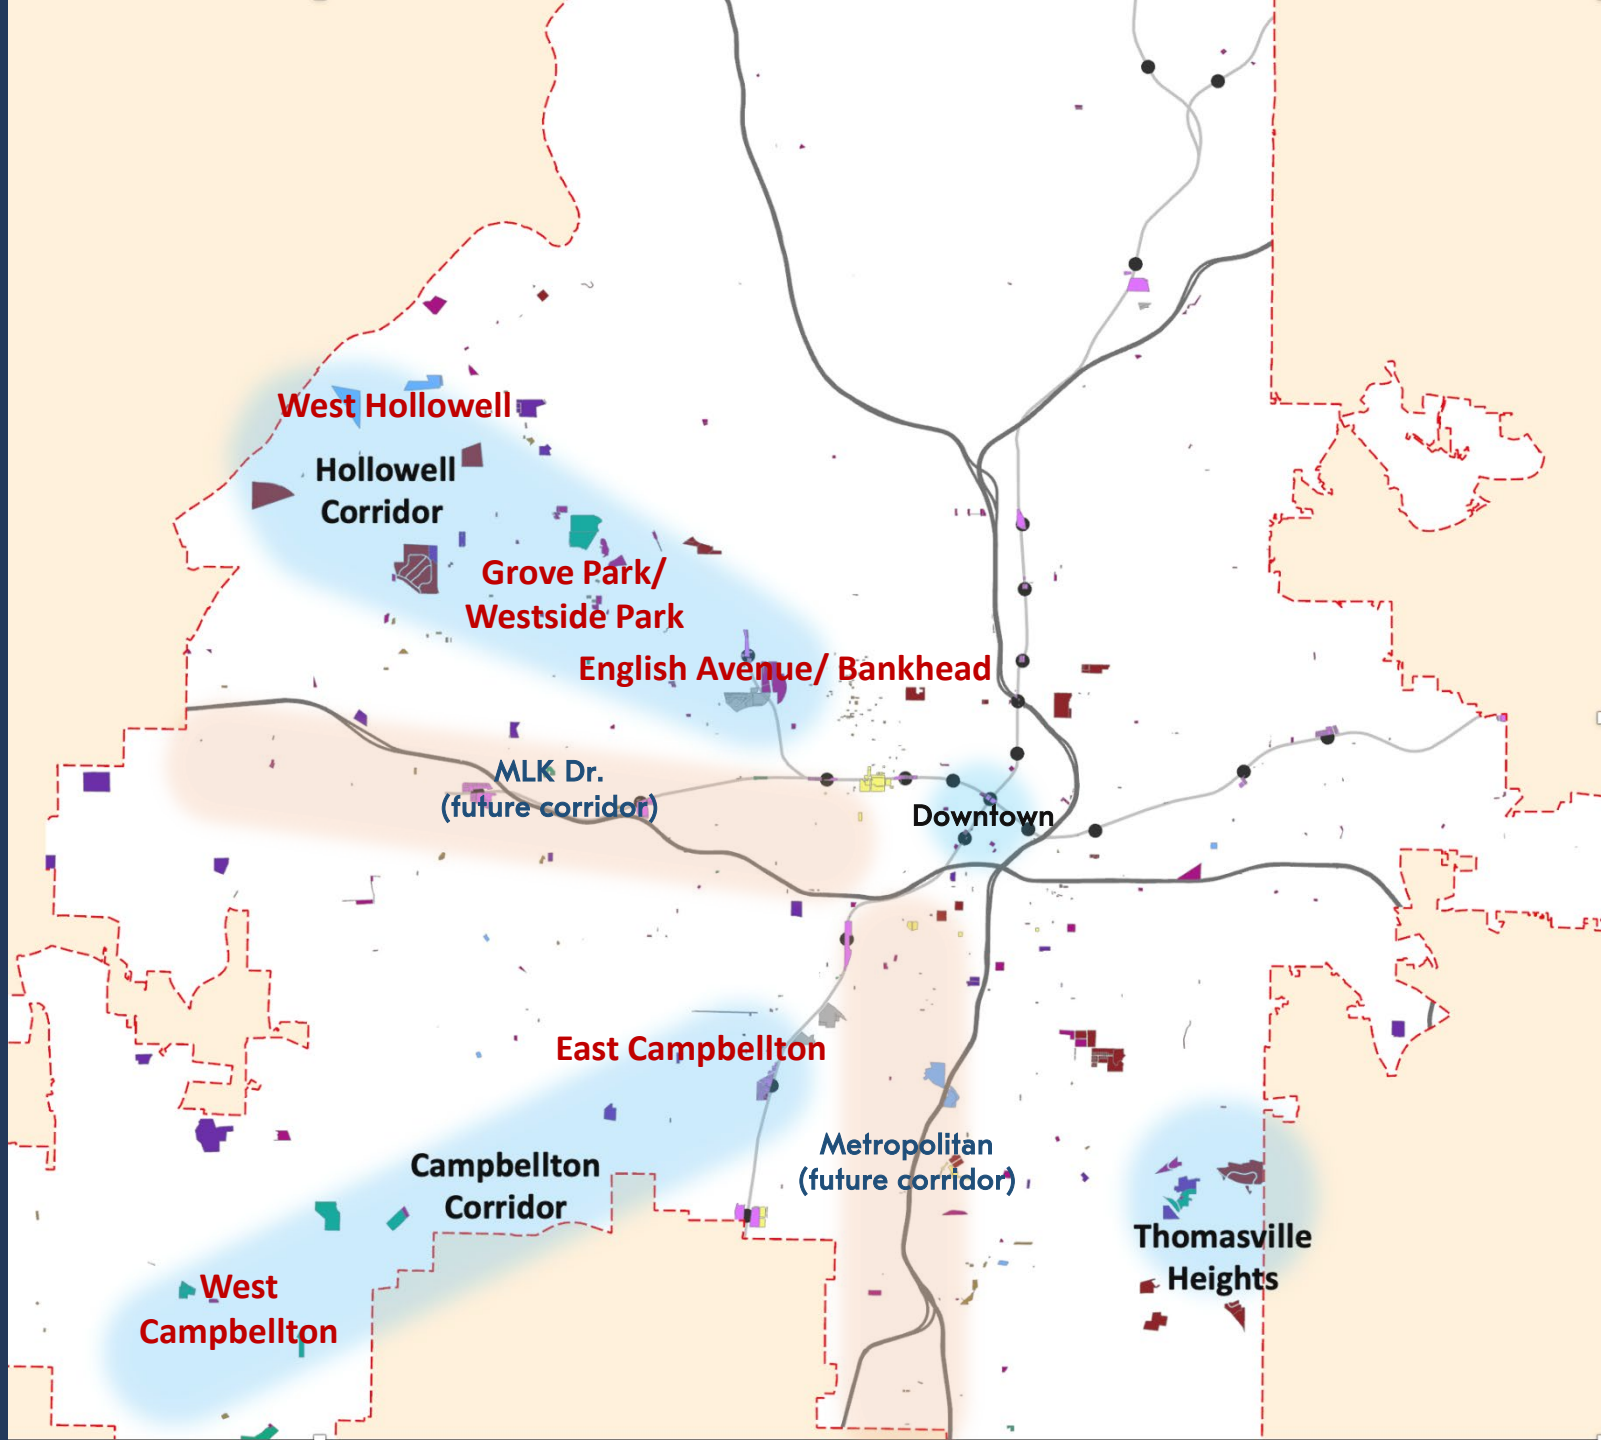 West Hollowell
Hollowell
Corridor
Grove Park/
Westside Park
English Avenue/ Bankhead
MLK Dr.
(future corridor)
Downtown
East Campbellton
Campbellton
Corridor
Metropolitan
(future corridor)
Thomasville
Heights
West
Campbellton